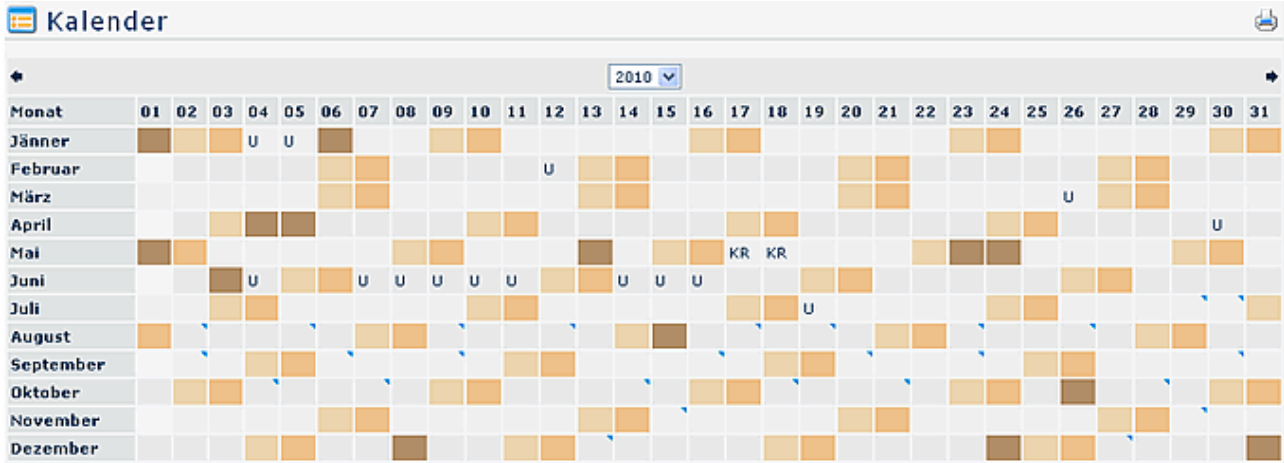 Kalender
2010
Monat 01 02 03 04 05 06 07 08 09 10 11 12 13 14 15 16 17 18 19 20 21 22 23 24 25 26 27 28 29 30 31
Jänner U U
Februar U
März U
April U
Mai KR KR
Juni U U U U U U U U U
Juli U
August
September
Oktober
November
Dezember